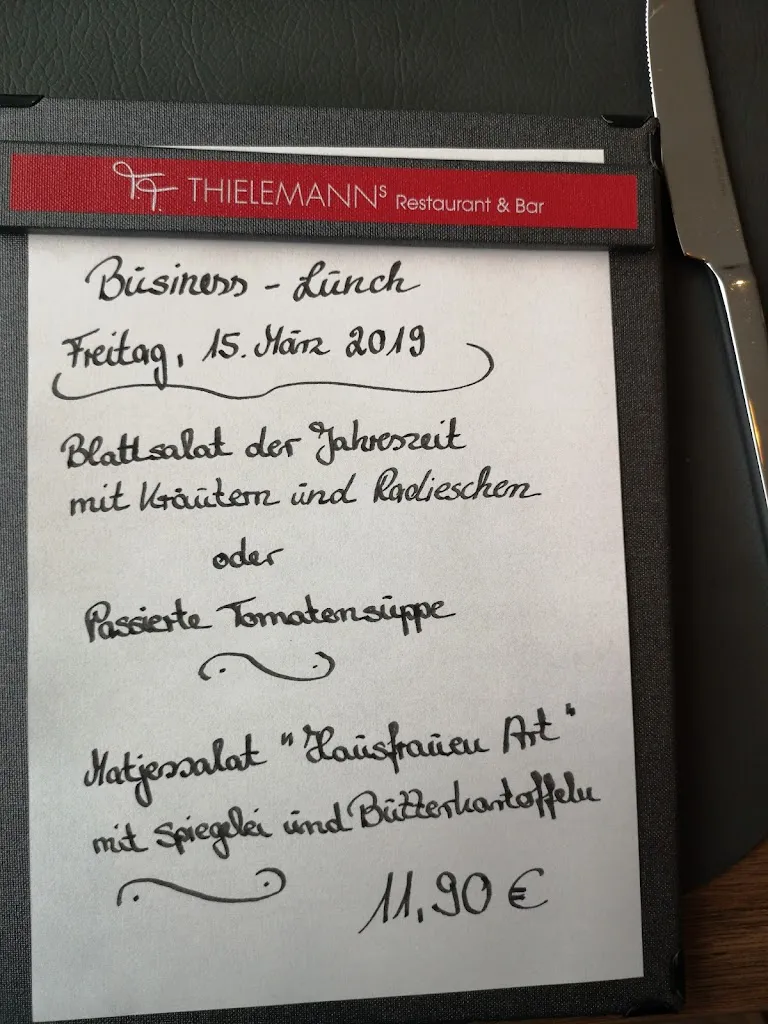 TF THIELEMANNs Restaurant & Bar
Business - Lunch
Freitag, 15. März 2019
Blattsalat der Jahreszeit
mit Kräutern und Radieschen
oder
Passierte Tomatensuppe
Matjessalat "Hausfrauen Art"
mit Spiegelei und Butterkartoffeln
11,90 €